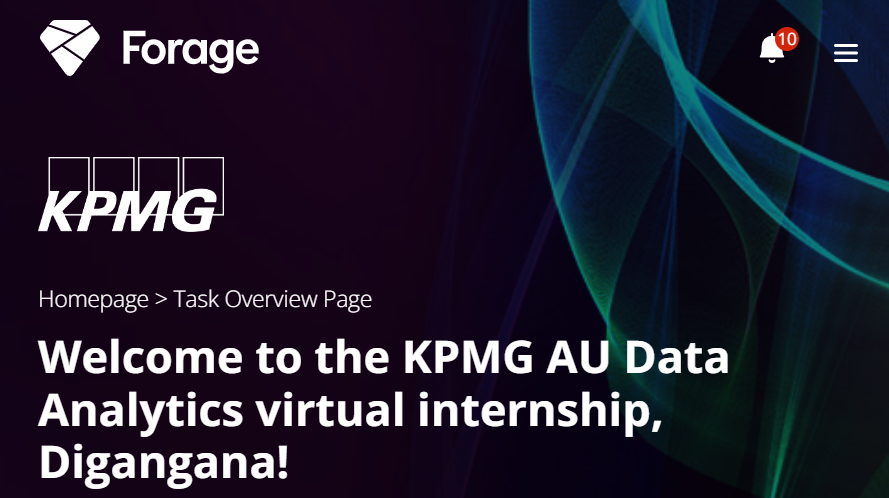 Forage
10
KPMG
Homepage > Task Overview Page
Welcome to the KPMG AU Data
Analytics virtual internship,
Digangana!